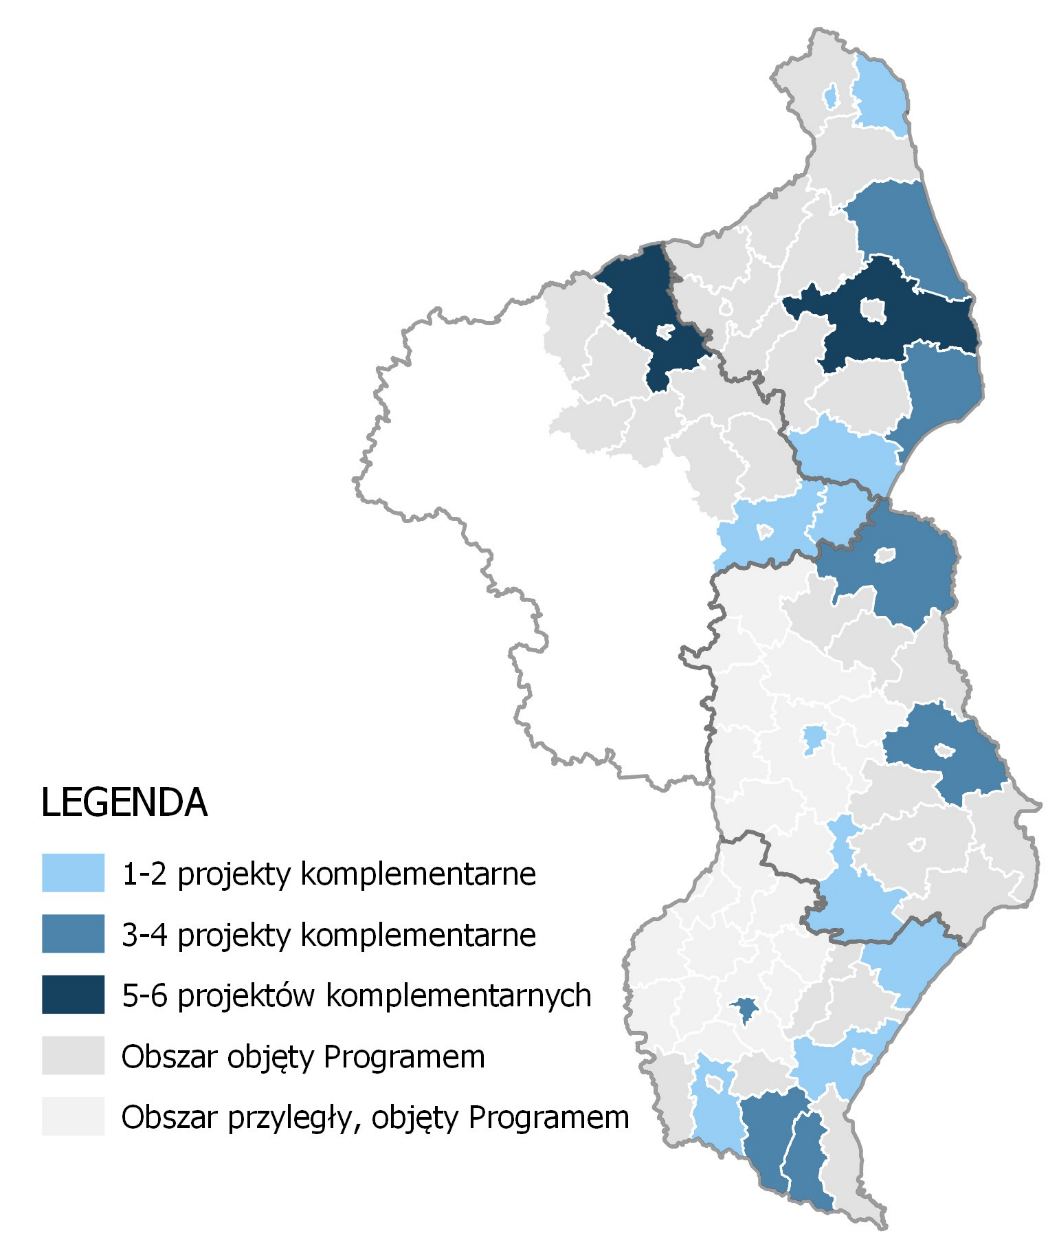 LEGENDA
1-2 projekty komplementarne
3-4 projekty komplementarne
5-6 projektów komplementarnych
Obszar objęty Programem
Obszar przyległy, objęty Programem